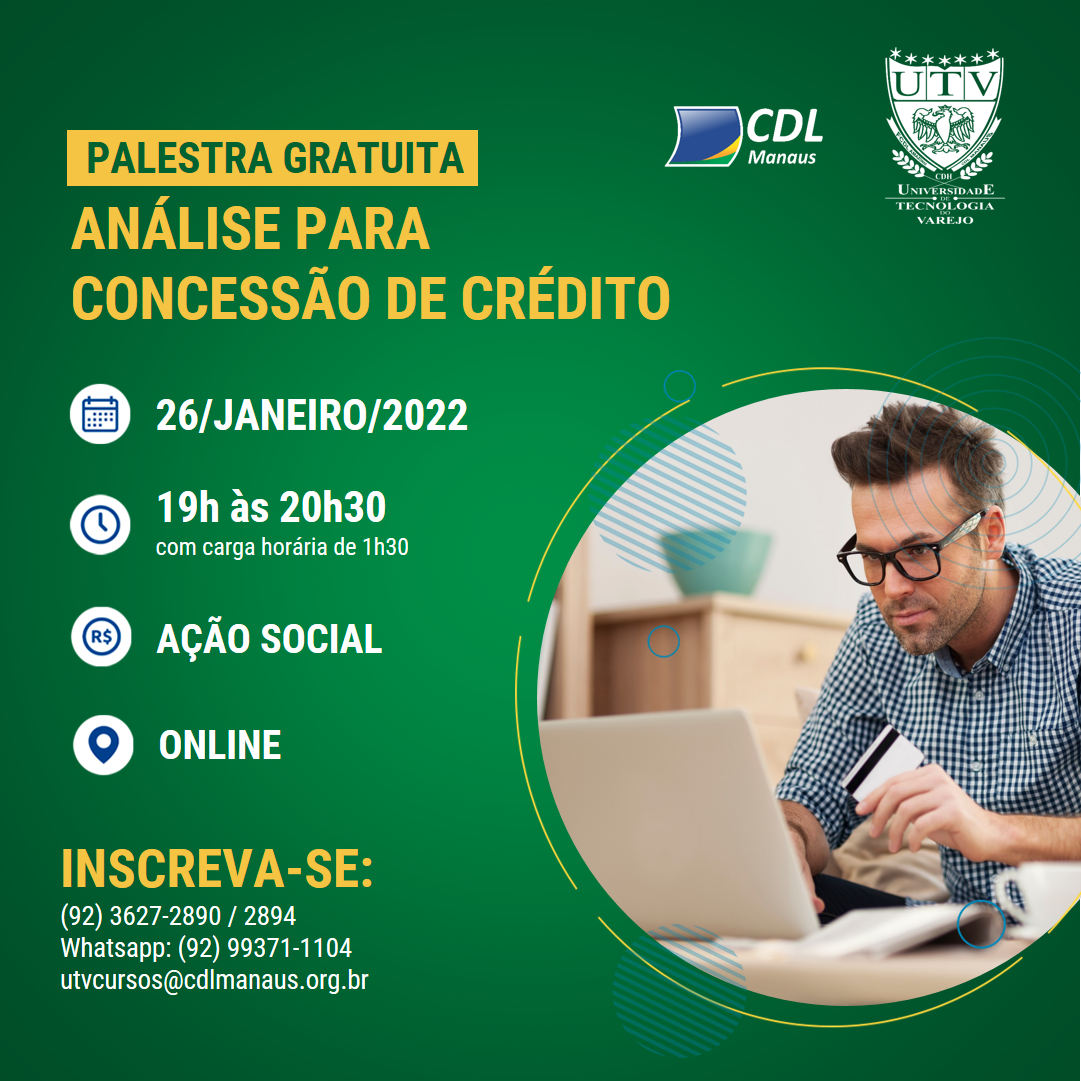 PALESTRA GRATUITA
ANÁLISE PARA
CONCESSÃO DE CRÉDITO
CDL
Manaus
UTV
CDH
UNIVERSIDADE
DE
TECNOLOGIA
DO
VAREJO
26/JANEIRO/2022
19h às 20h30
com carga horária de 1h30
R$
AÇÃO SOCIAL
ONLINE
INSCREVA-SE:
(92) 3627-2890 / 2894
Whatsapp: (92) 99371-1104
utvcursos@cdlmanaus.org.br